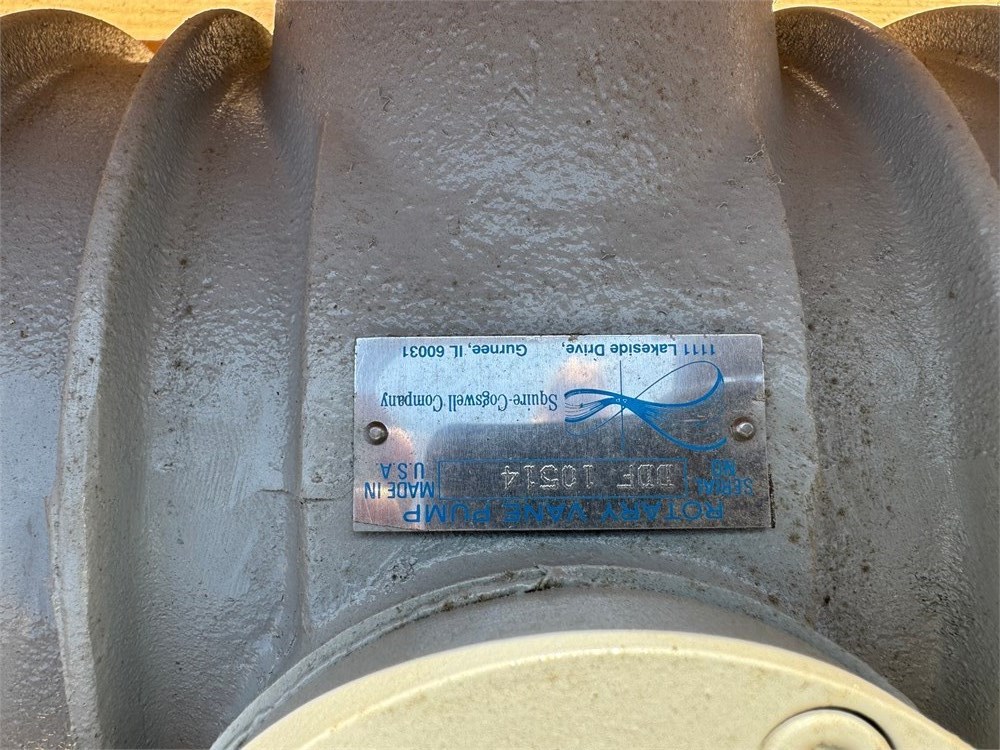 ROTARY VANE PUMP
SERIAL NO. DDF 10514 MADE IN U.S.A.
Squire-Cogswell Company
1111 Lakeside Drive, Gurnee, IL 60031